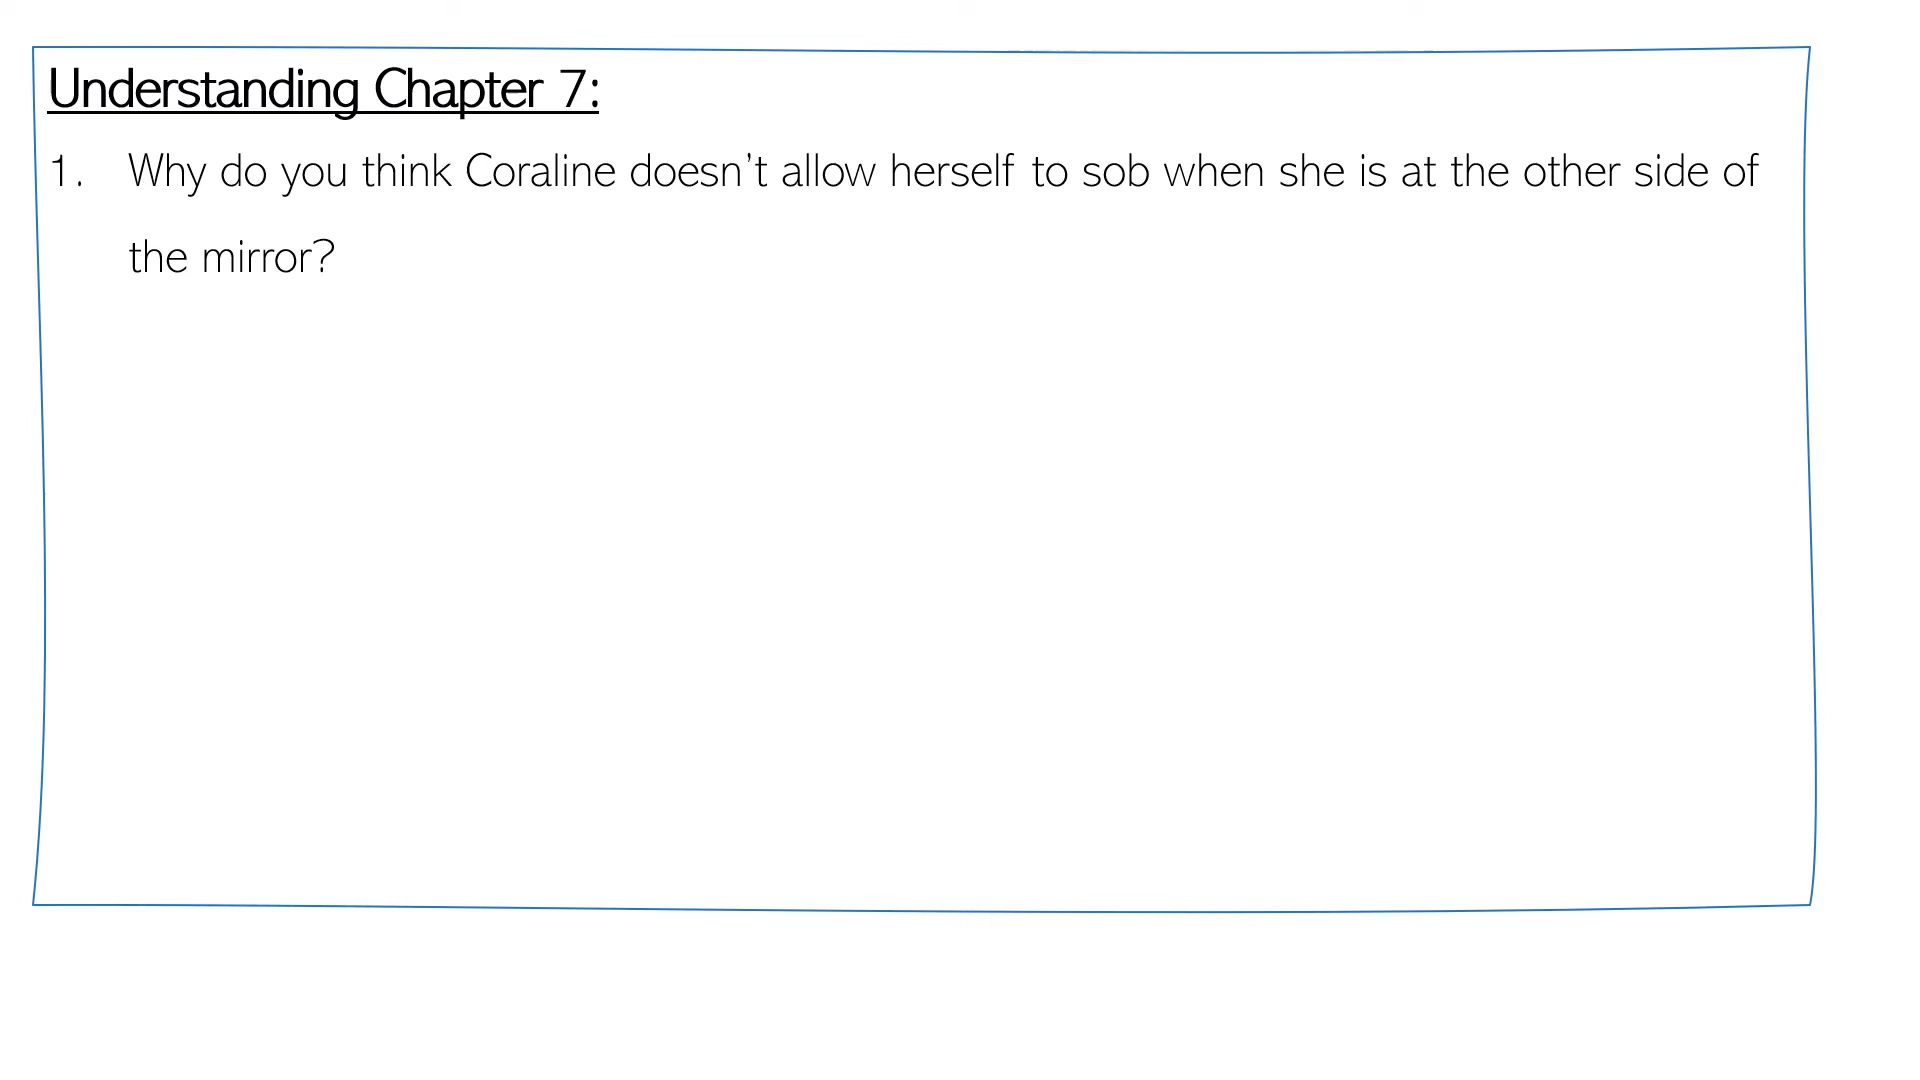 Understanding Chapter 7:
1. Why do you think Coraline doesn't allow herself to sob when she is at the other side of
the mirror?